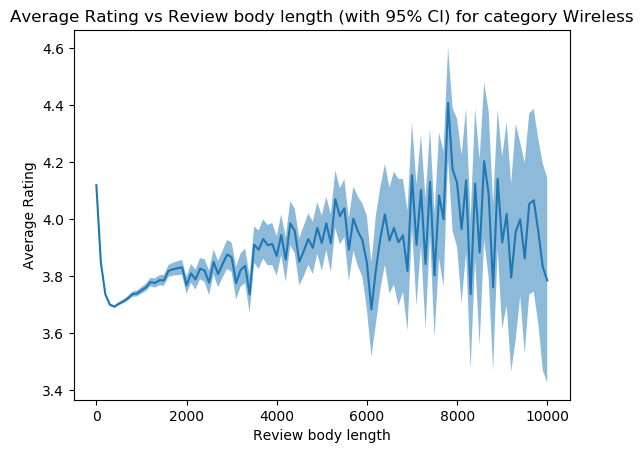 Average Rating vs Review body length (with 95% CI) for category Wireless
4.6
4.4
4.2
4.0
3.8
3.6
3.4
Average Rating
0 2000 4000 6000 8000 10000
Review body length